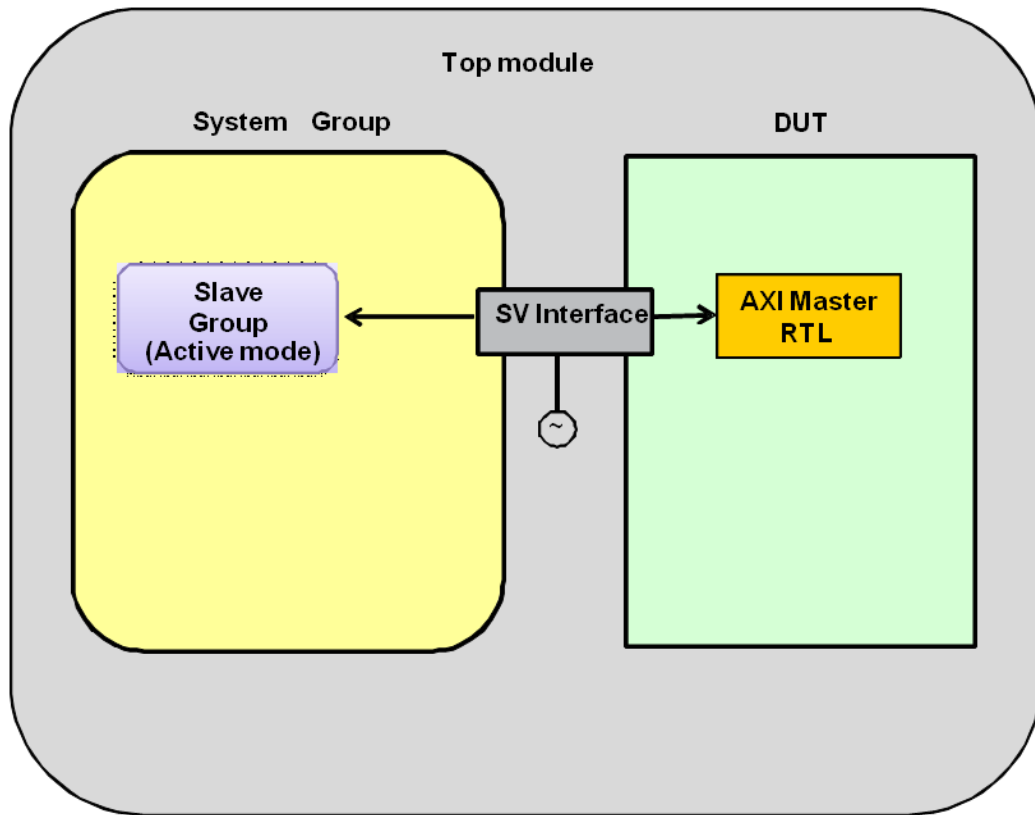 Top module
System Group
DUT
Slave
Group
(Active mode)
SV Interface
AXI Master
RTL
~